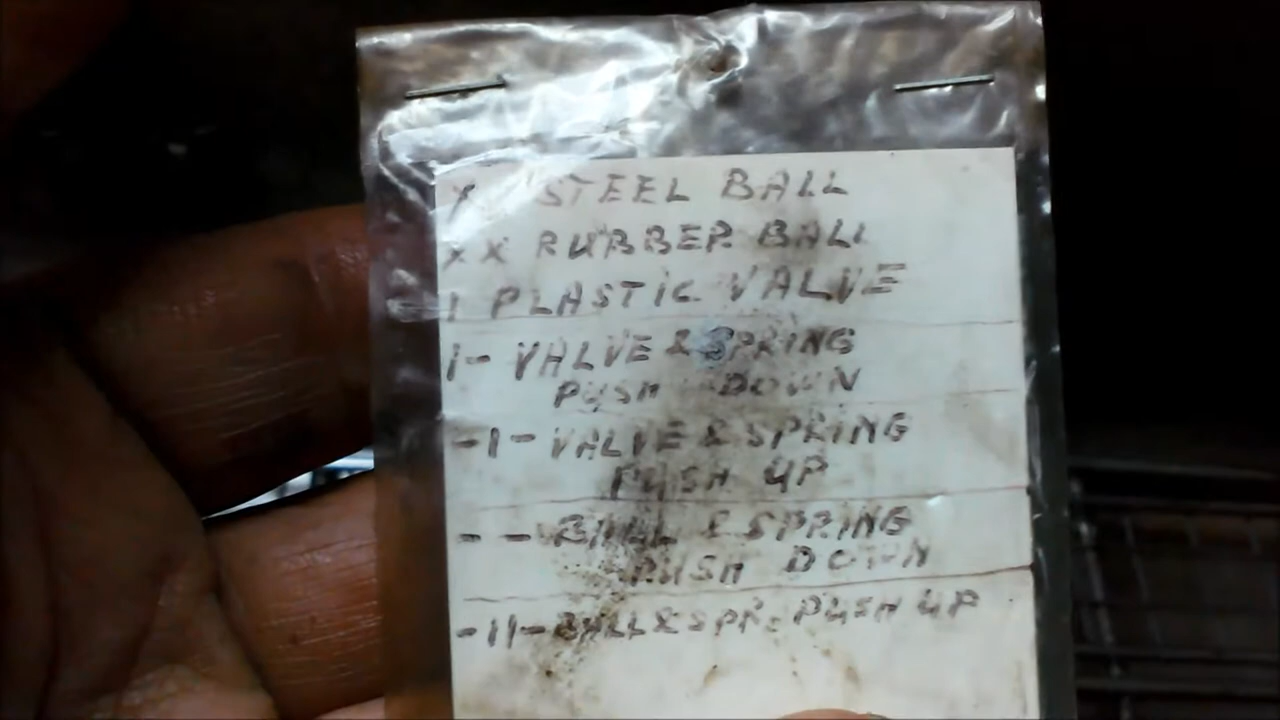 X STEEL BALL
XX RUBBER BALL
1 PLASTIC VALVE
1- VALVE & SPRING
PUSH DOWN
-1- VALVE & SPRING
PUSH UP
- - BALL & SPRING
PUSH DOWN
-11- BALL & SPR. PUSH UP